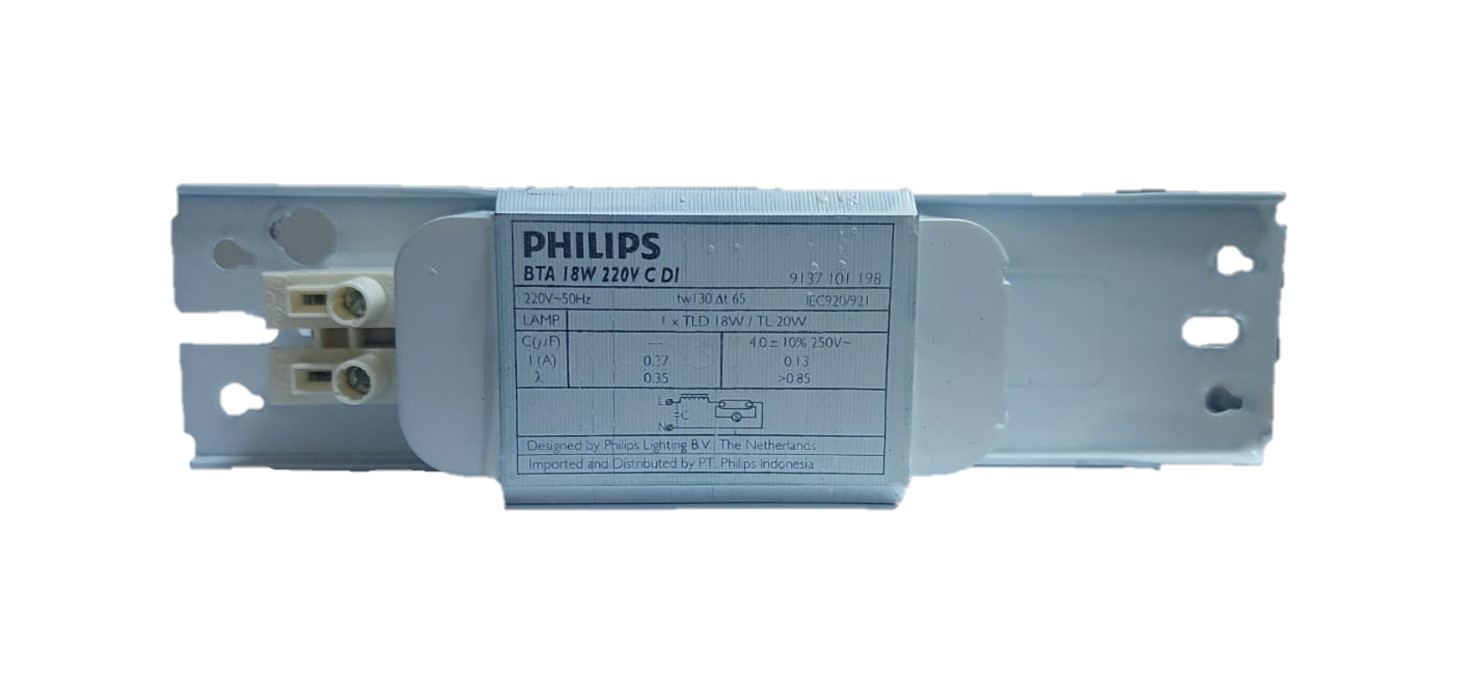 PHILIPS
BTA 18W 220V C DI 9137 101 198
220V~50Hz tw130 Δt 65 IEC920/921
LAMP 1 x TLD 18W / TL 20W
C(μF) — 4.0 ± 10% 250V~
I (A) 0.37 0.13
λ 0.35 >0.85
L
C
S
N
Designed by Philips Lighting B.V., The Netherlands
Imported and Distributed by PT. Philips indonesia